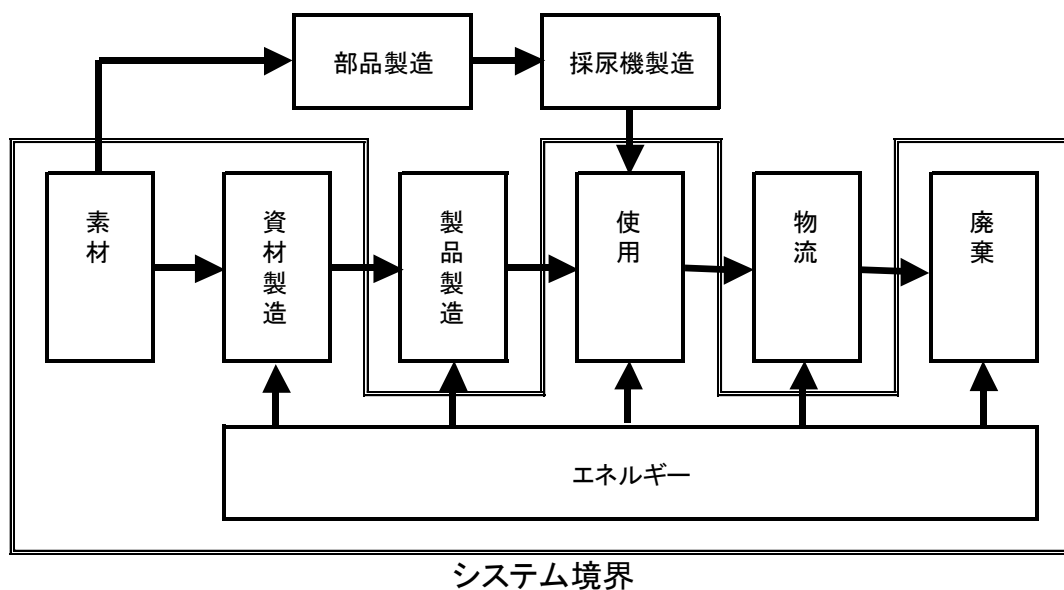 部品製造
採尿機製造
素材
資材製造
製品製造
使用
物流
廃棄
エネルギー
システム境界